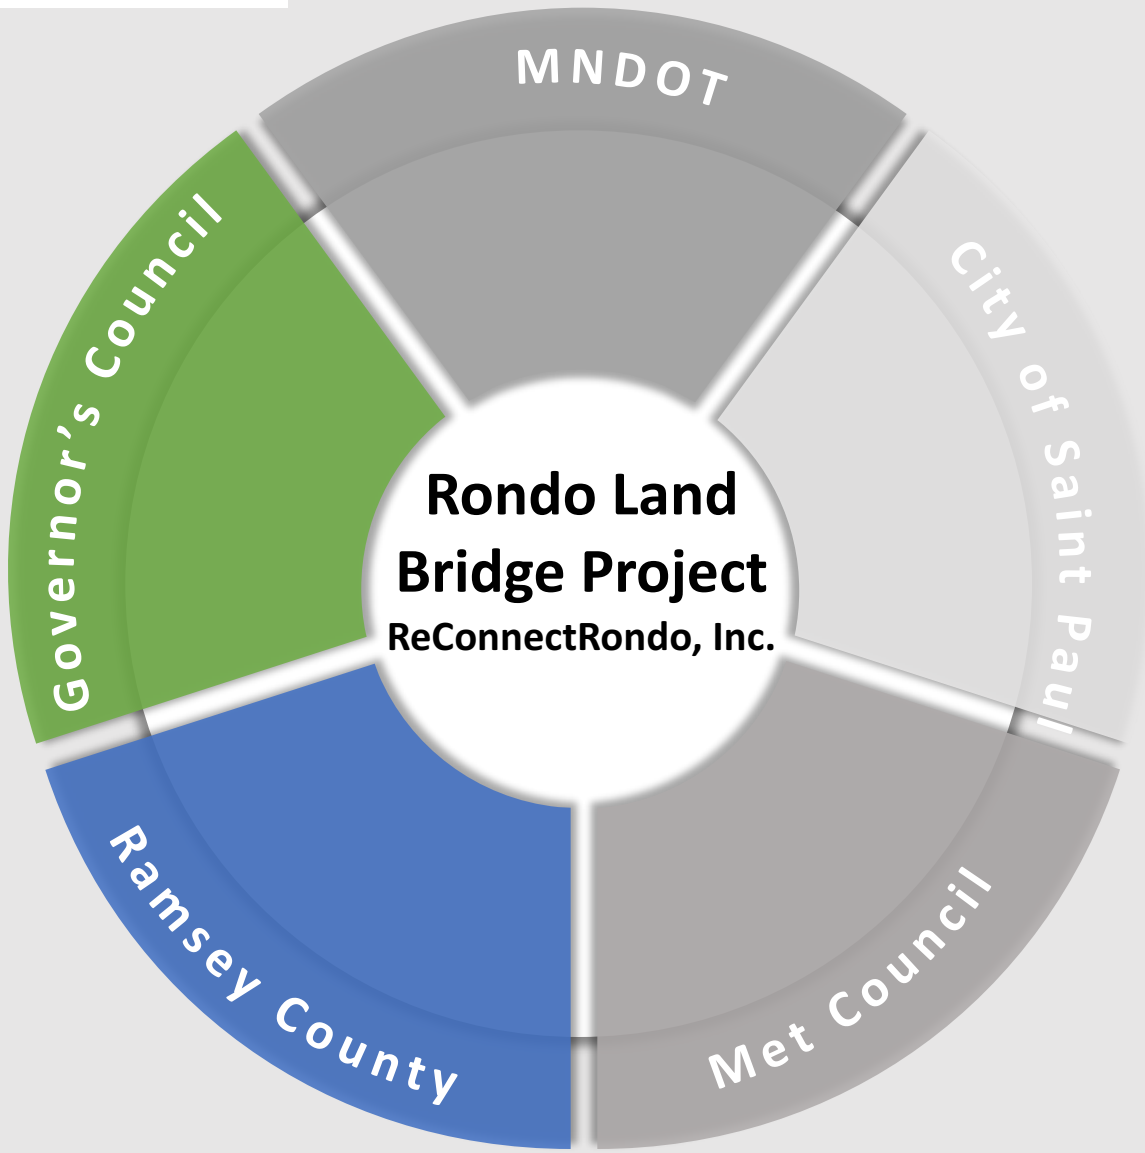 MNDOT
City of Saint Paul
Governor's Council
Rondo Land
Bridge Project
ReConnectRondo, Inc.
Ramsey County
Met Council